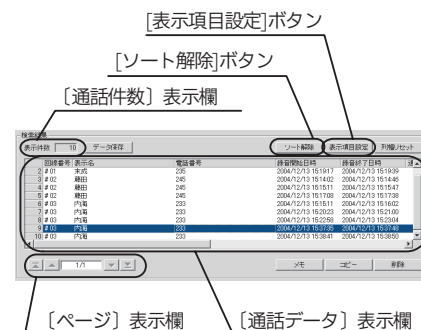 [表示項目設定]ボタン
[ソート解除]ボタン
〔通話件数〕表示欄
検索結果
表示件数 10 データ保存 ソート解除 表示項目設定 列幅リセット
回線番号 表示名 電話番号 録音開始日時 録音終了日時 通
2 # 01 末成 235 2004/12/13 15:19:17 2004/12/13 15:19:39
3 # 02 藤田 245 2004/12/13 15:14:02 2004/12/13 15:14:46
4 # 02 藤田 245 2004/12/13 15:15:11 2004/12/13 15:15:47
5 # 02 藤田 245 2004/12/13 15:17:08 2004/12/13 15:17:38
6 # 03 内海 233 2004/12/13 15:15:11 2004/12/13 15:16:02
7 # 03 内海 233 2004/12/13 15:20:23 2004/12/13 15:21:00
8 # 03 内海 233 2004/12/13 15:22:58 2004/12/13 15:23:04
9 # 03 内海 233 2004/12/13 15:37:35 2004/12/13 15:37:48
10 # 03 内海 233 2004/12/13 15:38:41 2004/12/13 15:38:50
1/1 メモ コピー 削除
〔ページ〕表示欄 〔通話データ〕表示欄